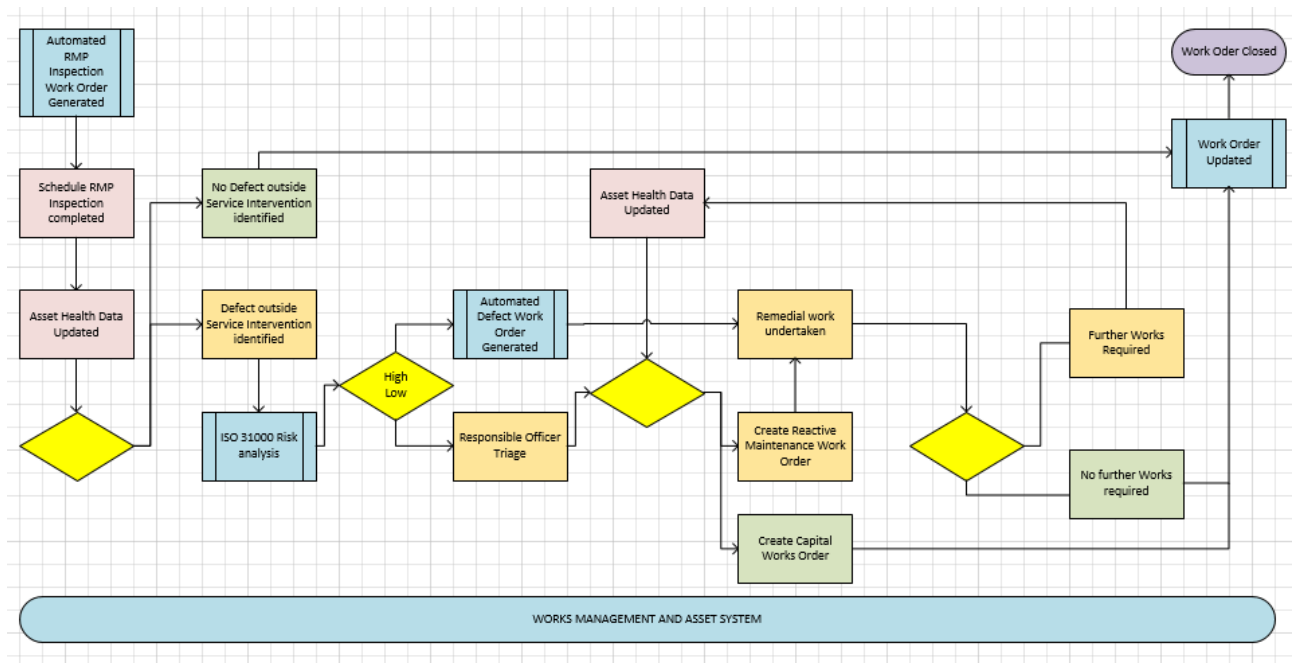 Automated
RMP
Inspection
Work Order
Generated
Work Oder Closed
Work Order
Updated
Schedule RMP
Inspection
completed
No Defect outside
Service Intervention
identified
Asset Health Data
Updated
Asset Health Data
Updated
Defect outside
Service Intervention
identified
Automated
Defect Work
Order
Generated
Remedial work
undertaken
Further Works
Required
High
Low
ISO 31000 Risk
analysis
Responsible Officer
Triage
Create Reactive
Maintenance Work
Order
No further Works
required
Create Capital
Works Order
WORKS MANAGEMENT AND ASSET SYSTEM